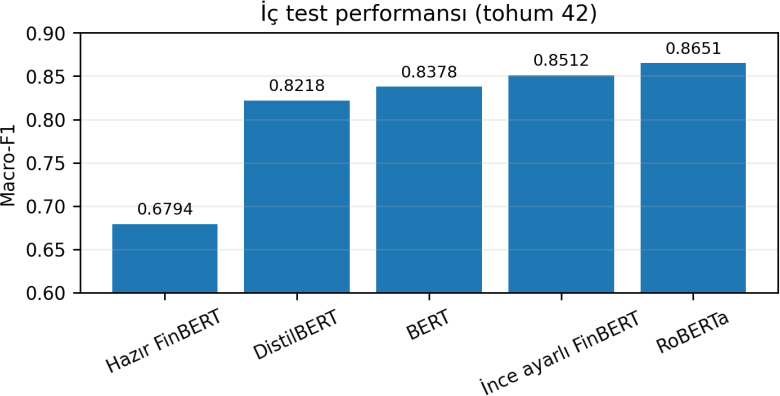 İç test performansı (tohum 42)
Macro-F1
0.90
0.85
0.80
0.75
0.70
0.65
0.60
0.6794
0.8218
0.8378
0.8512
0.8651
Hazır FinBERT
DistilBERT
BERT
İnce ayarlı FinBERT
RoBERTa